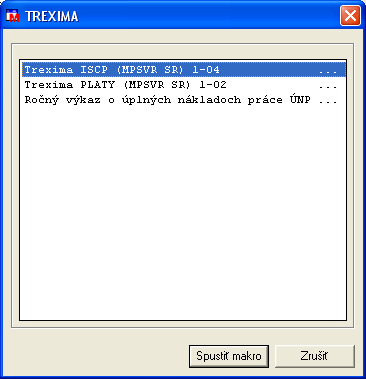 TREXIMA
Trexima ISCP (MPSVR SR) 1-04 ...
Trexima PLATY (MPSVR SR) 1-02 ...
Ročný výkaz o úplných nákladoch práce ÚNP ...
Spustiť makro
Zrušiť